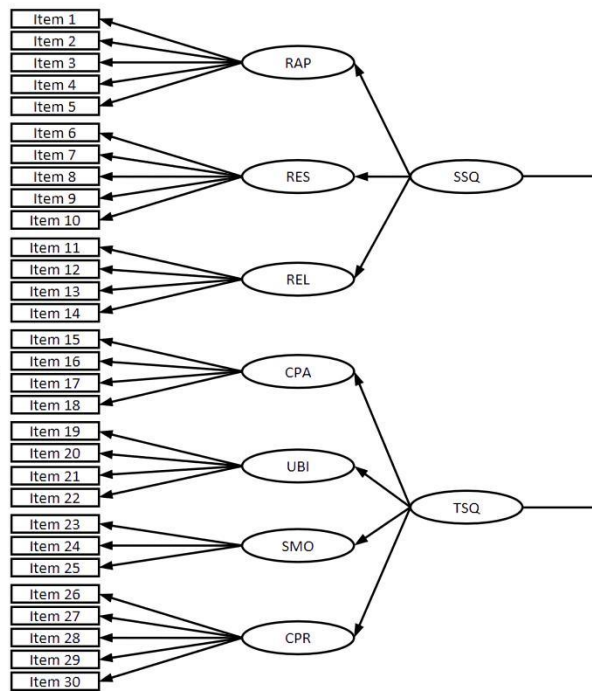 Item 1
Item 2
Item 3
Item 4
Item 5
RAP
Item 6
Item 7
Item 8
Item 9
Item 10
RES
SSQ
Item 11
Item 12
Item 13
Item 14
REL
Item 15
Item 16
Item 17
Item 18
CPA
Item 19
Item 20
Item 21
Item 22
UBI
TSQ
Item 23
Item 24
Item 25
SMO
Item 26
Item 27
Item 28
Item 29
Item 30
CPR